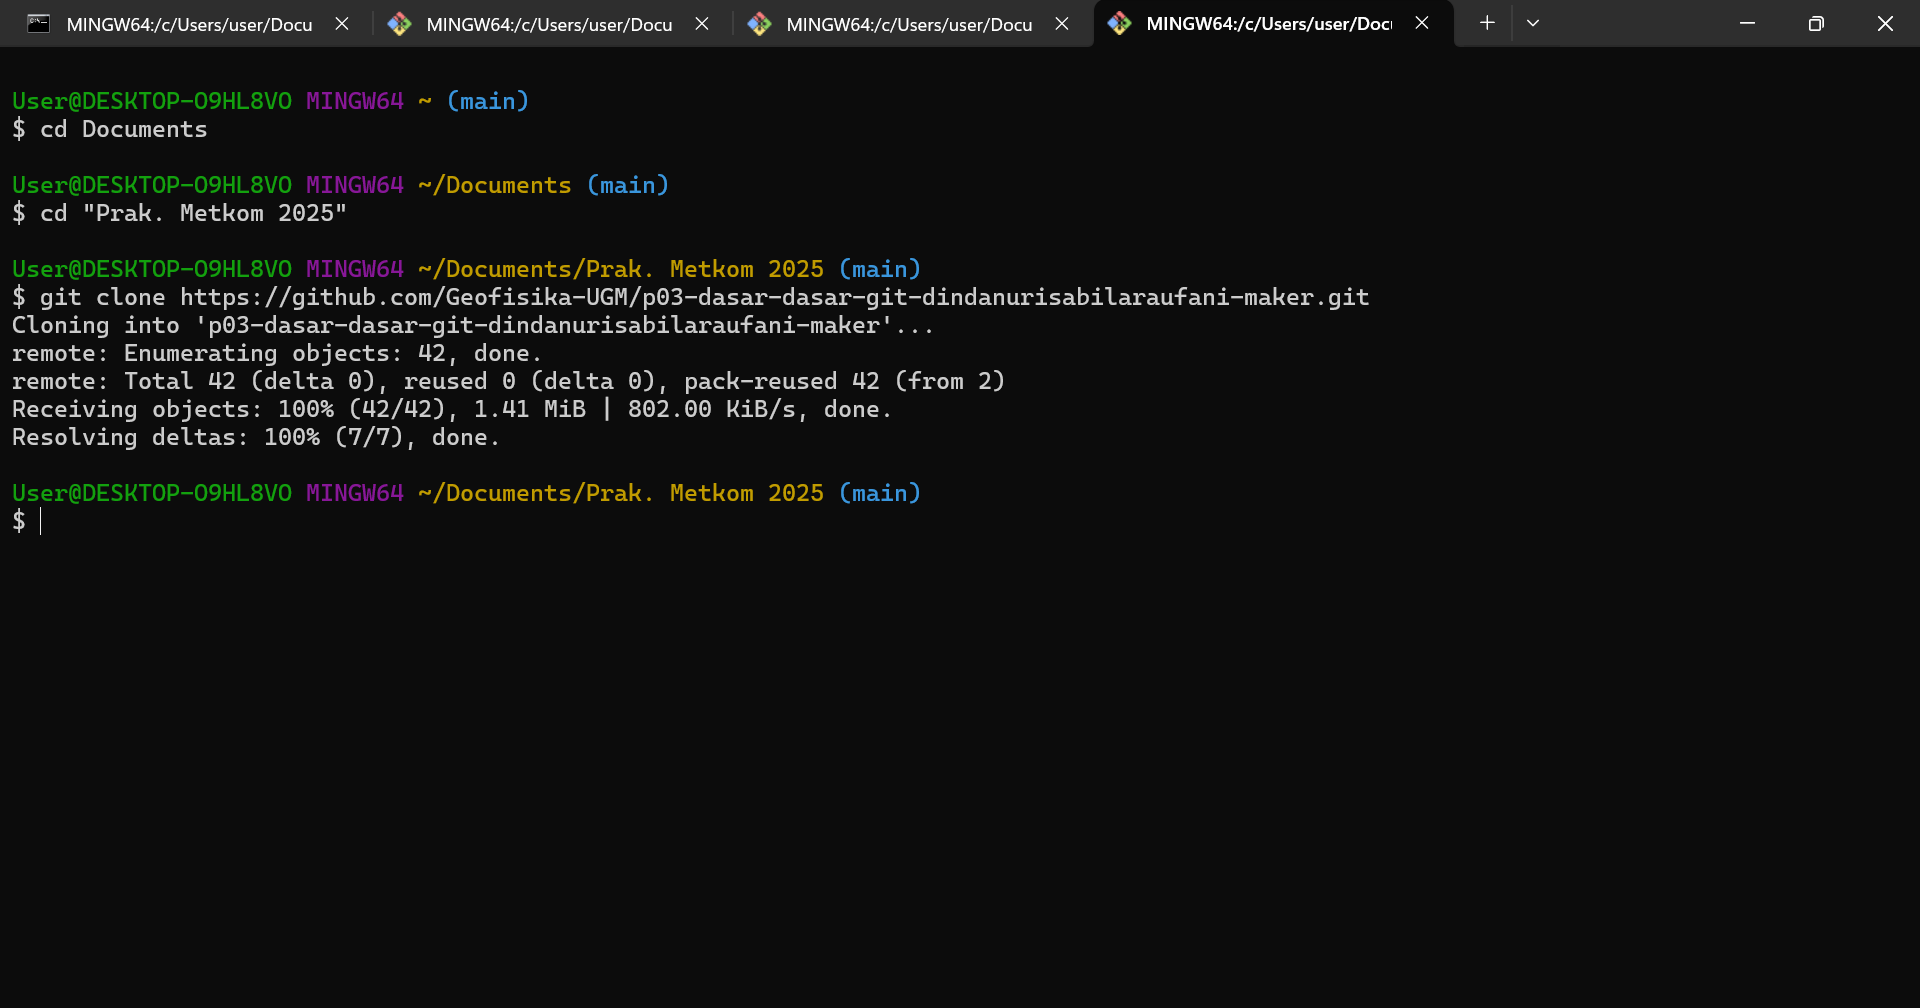 MINGW64:/c/Users/user/Docu
MINGW64:/c/Users/user/Docu
MINGW64:/c/Users/user/Docu
MINGW64:/c/Users/user/Doc
User@DESKTOP-O9HL8VO MINGW64 ~ (main)
$ cd Documents
User@DESKTOP-O9HL8VO MINGW64 ~/Documents (main)
$ cd "Prak. Metkom 2025"
User@DESKTOP-O9HL8VO MINGW64 ~/Documents/Prak. Metkom 2025 (main)
$ git clone https://github.com/Geofisika-UGM/p03-dasar-dasar-git-dindanurisabilaraufani-maker.git
Cloning into 'p03-dasar-dasar-git-dindanurisabilaraufani-maker'...
remote: Enumerating objects: 42, done.
remote: Total 42 (delta 0), reused 0 (delta 0), pack-reused 42 (from 2)
Receiving objects: 100% (42/42), 1.41 MiB | 802.00 KiB/s, done.
Resolving deltas: 100% (7/7), done.
User@DESKTOP-O9HL8VO MINGW64 ~/Documents/Prak. Metkom 2025 (main)
$